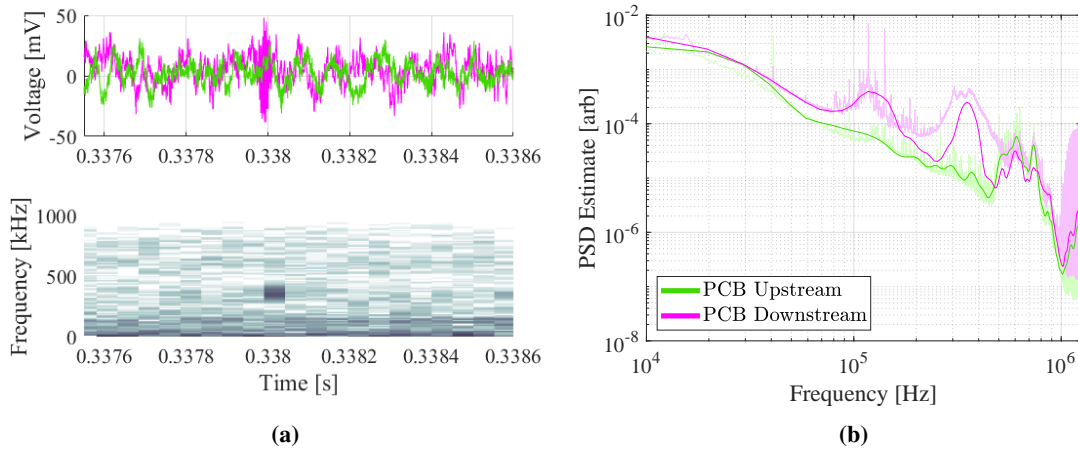 50
0
-50
Voltage [mV]
0.3376 0.3378 0.338 0.3382 0.3384 0.3386
1000
500
0
Frequency [kHz]
0.3376 0.3378 0.338 0.3382 0.3384 0.3386
Time [s]
(a)
10-2
10-4
10-6
10-8
PSD Estimate [arb]
PCB Upstream
PCB Downstream
104 105 106
Frequency [Hz]
(b)